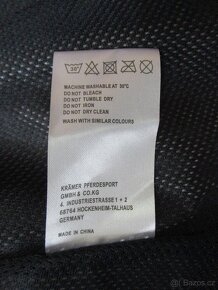 30°
MACHINE WASHABLE AT 30°C
DO NOT BLEACH
DO NOT TUMBLE DRY
DO NOT IRON
DO NOT DRY CLEAN
WASH WITH SIMILAR COLOURS
KRÄMER PFERDESPORT
GMBH & CO.KG
4. INDUSTRIESTRASSE 1 + 2
68764 HOCKENHEIM-TALHAUS
GERMANY
MADE IN CHINA
Bazoš.cz